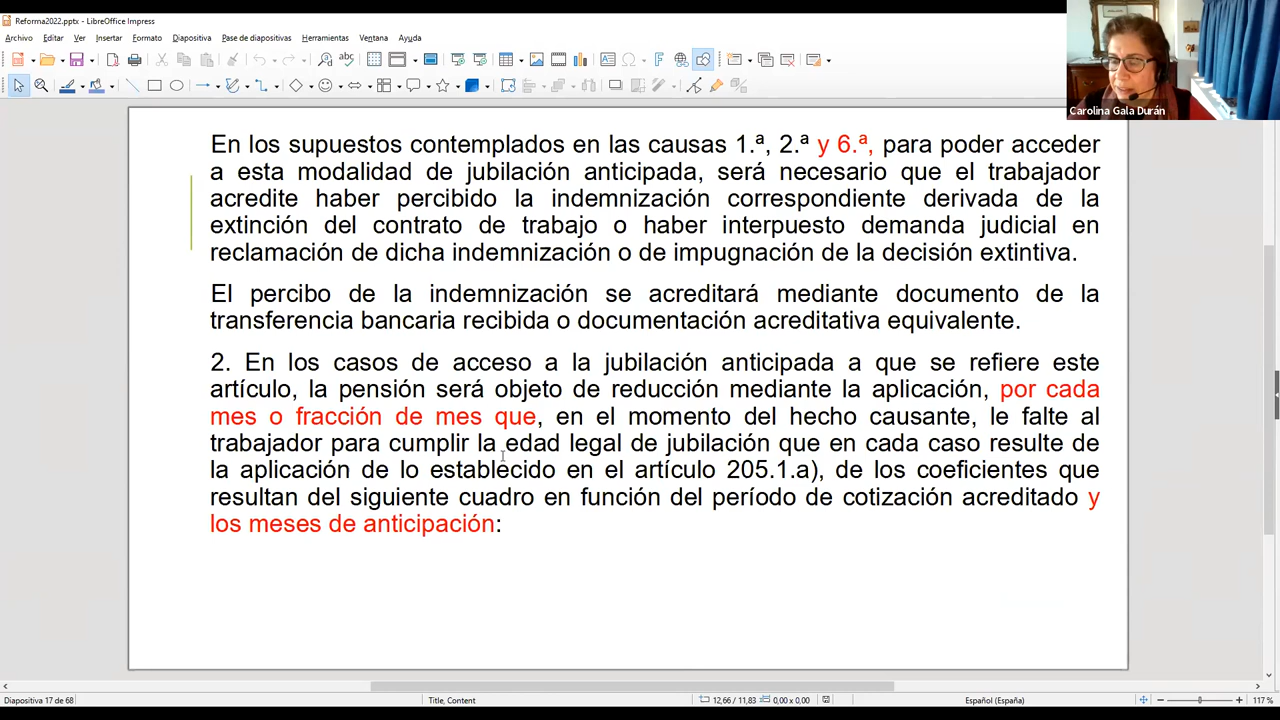 Reforma2022.pptx - LibreOffice Impress
Archivo Editar Ver Insertar Formato Diapositiva Pase de diapositivas Herramientas Ventana Ayuda
Carolina Gala Durán
En los supuestos contemplados en las causas 1.ª, 2.ª y 6.ª, para poder acceder
a esta modalidad de jubilación anticipada, será necesario que el trabajador
acredite haber percibido la indemnización correspondiente derivada de la
extinción del contrato de trabajo o haber interpuesto demanda judicial en
reclamación de dicha indemnización o de impugnación de la decisión extintiva.
El percibo de la indemnización se acreditará mediante documento de la
transferencia bancaria recibida o documentación acreditativa equivalente.
2. En los casos de acceso a la jubilación anticipada a que se refiere este
artículo, la pensión será objeto de reducción mediante la aplicación, por cada
mes o fracción de mes que, en el momento del hecho causante, le falte al
trabajador para cumplir la edad legal de jubilación que en cada caso resulte de
la aplicación de lo establecido en el artículo 205.1.a), de los coeficientes que
resultan del siguiente cuadro en función del período de cotización acreditado y
los meses de anticipación:
Diapositiva 17 de 68 Title, Content 12,66 / 11,83 0,00 x 0,00 Español (España) 117 %